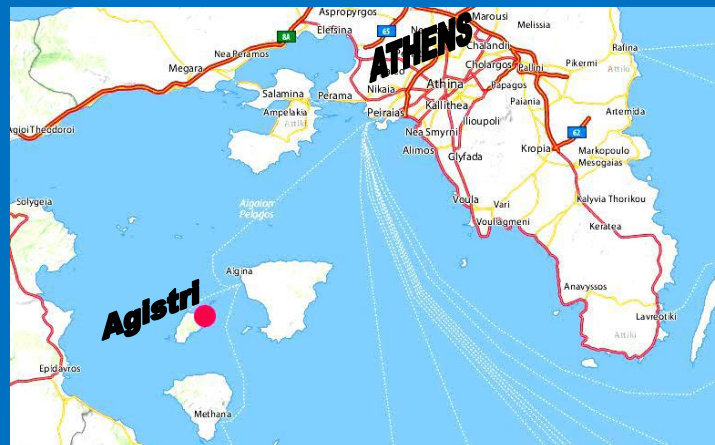 Aspropyrgos
Marousi
Melissia
Elefsina
65
8A
ATHENS
Chalandri
Rafina
Nea Peramos
Cholargos
Pallini
Pikermi
Attiki
Megara
Athina
Papagos
Salamina
Perama
Nikaia
Kallithea
Paiania
Ampelakia
Attiki
Peiraias
Ilioupoli
Artemida
Agioi Theodoroi
Nea Smyrni
62
Alimos
Glyfada
Kropia
Markopoulo
Mesogaias
Solygeia
Aigaion
Pelagos
Voula
Vari
Kalyvia Thorikou
Vouliagmeni
Keratea
Aigina
Agistri
Anavyssos
Lavreotiki
Attiki
Epidavros
Methana